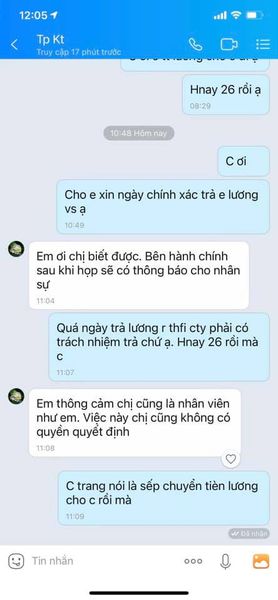 12:05
Tp Kt
Truy cập 17 phút trước
Hnay 26 rồi ạ
08:29
10:48 Hôm nay
C ơi
Cho e xin ngày chính xác trả e lương
vs ạ
10:49
Em ơi chị biết được. Bên hành chính
sau khi họp sẽ có thông báo cho nhân
sự
11:04
Quá ngày trả lương r thfi cty phải có
trách nhiệm trả chứ ạ. Hnay 26 rồi mà
c
11:07
Em thông cảm chị cũng là nhân viên
như em. Việc này chị cũng không có
quyền quyết định
11:08
C trang nói là sếp chuyển tièn lương
cho c rồi mà
11:09
Đã nhận
Tin nhắn